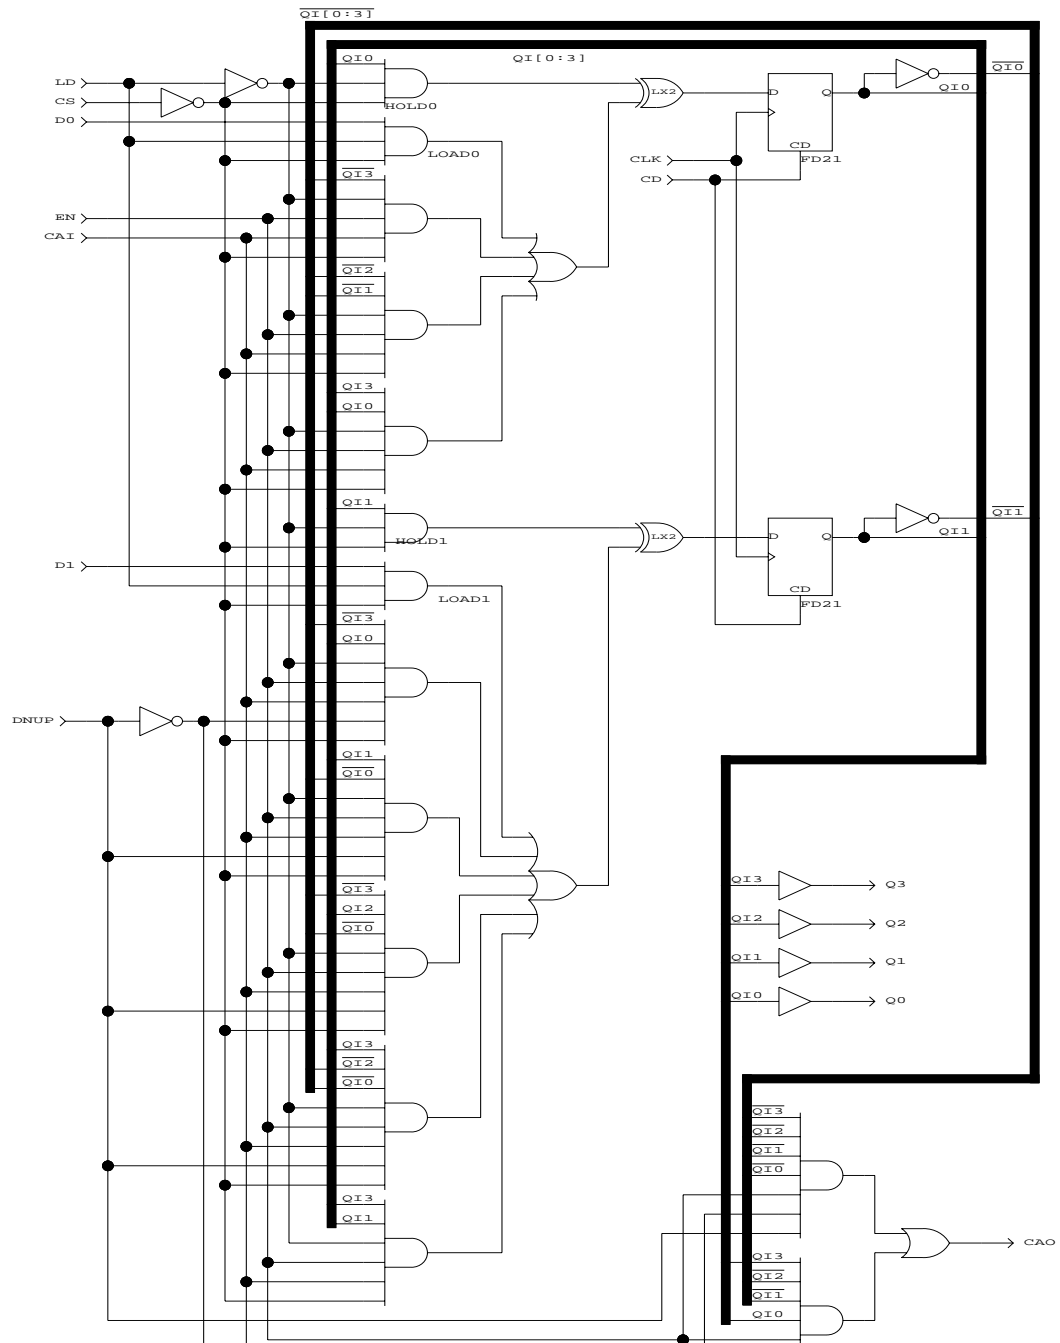 QI[0:3]
QI[0:3]
QI0
LD
CS
HOLD0
D0
LOAD0
QI3
EN
CAI
QI2
QI1
QI3
QI0
LX2
D
Q
CD
FD21
QI0
QI0
CLK
CD
QI1
HOLD1
D1
LOAD1
LX2
D
Q
CD
FD21
QI1
QI1
QI3
QI0
DNUP
QI1
QI0
QI3
QI2
QI0
QI3
QI2
QI0
QI3
QI1
QI3 Q3
QI2 Q2
QI1 Q1
QI0 Q0
QI3
QI2
QI1
QI0
CAO
QI3
QI2
QI1
QI0